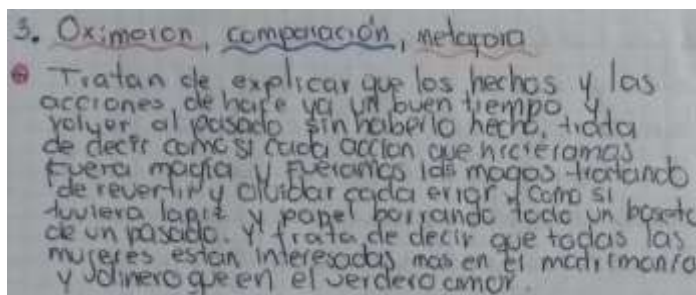 3. Oximoron, comparación, metafora
Tratan de explicar que los hechos y las
acciones de hace ya un buen tiempo y
volver al pasado sin haberlo hecho, trata
de decir como si cada acción que hicieramos
fuera magia y fueramos los magos tratando
de revertir y olvidar cada error y como si
tuviera lapiz y papel borrando todo un boceto
de un pasado. y trata de decir que todas las
mujeres estan interesadas mas en el matrimonio
y dinero que en el verdero amor.